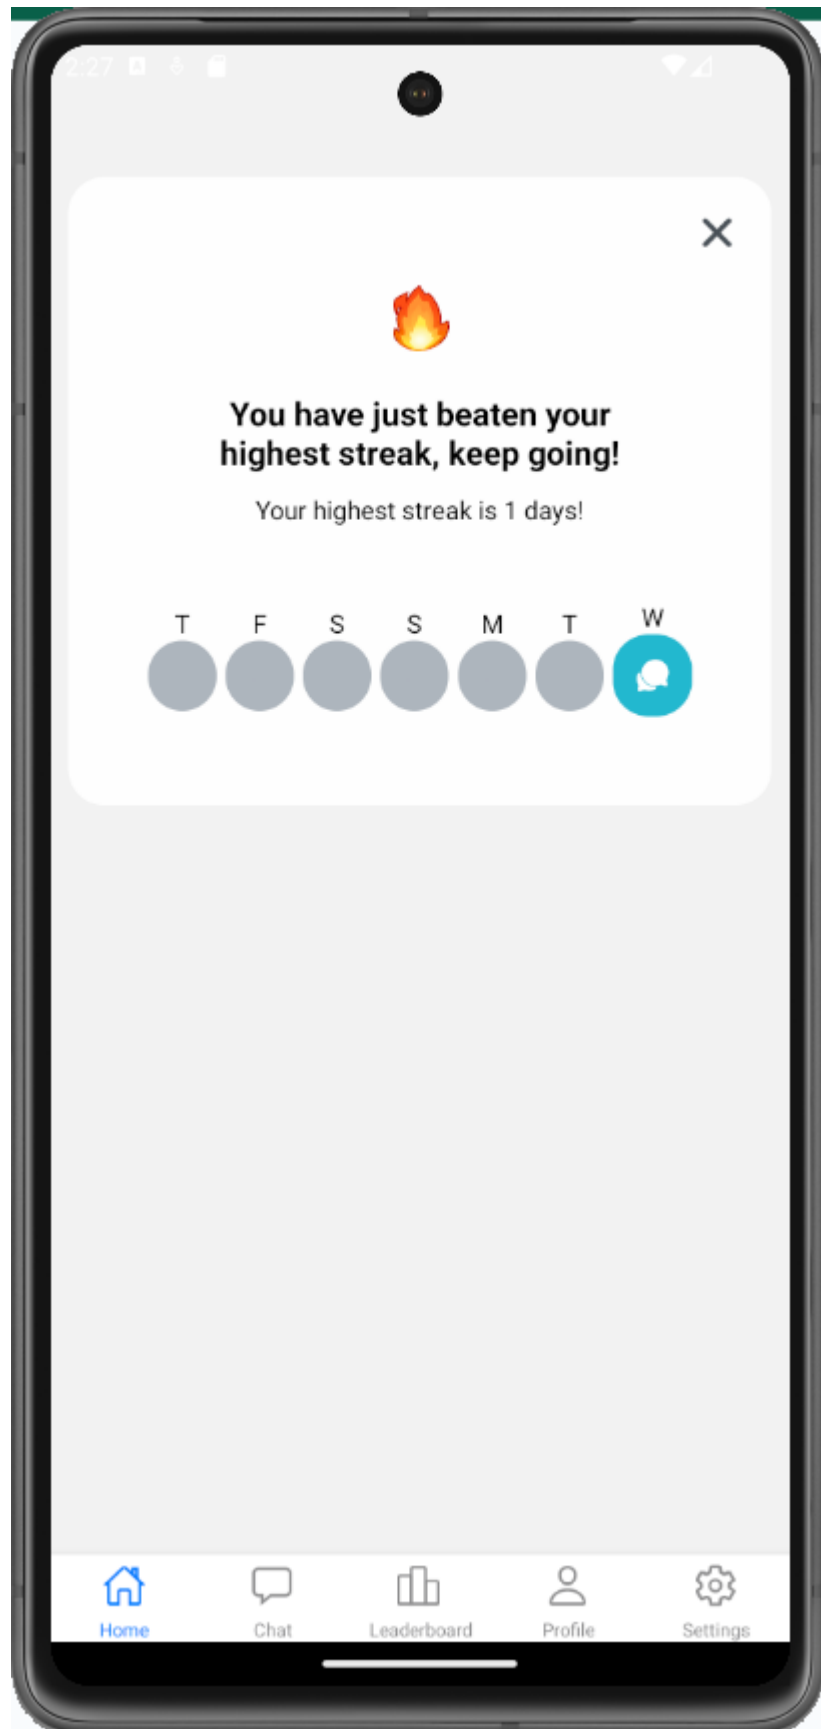 2:27
You have just beaten your
highest streak, keep going!
Your highest streak is 1 days!
T F S S M T W
Home Chat Leaderboard Profile Settings